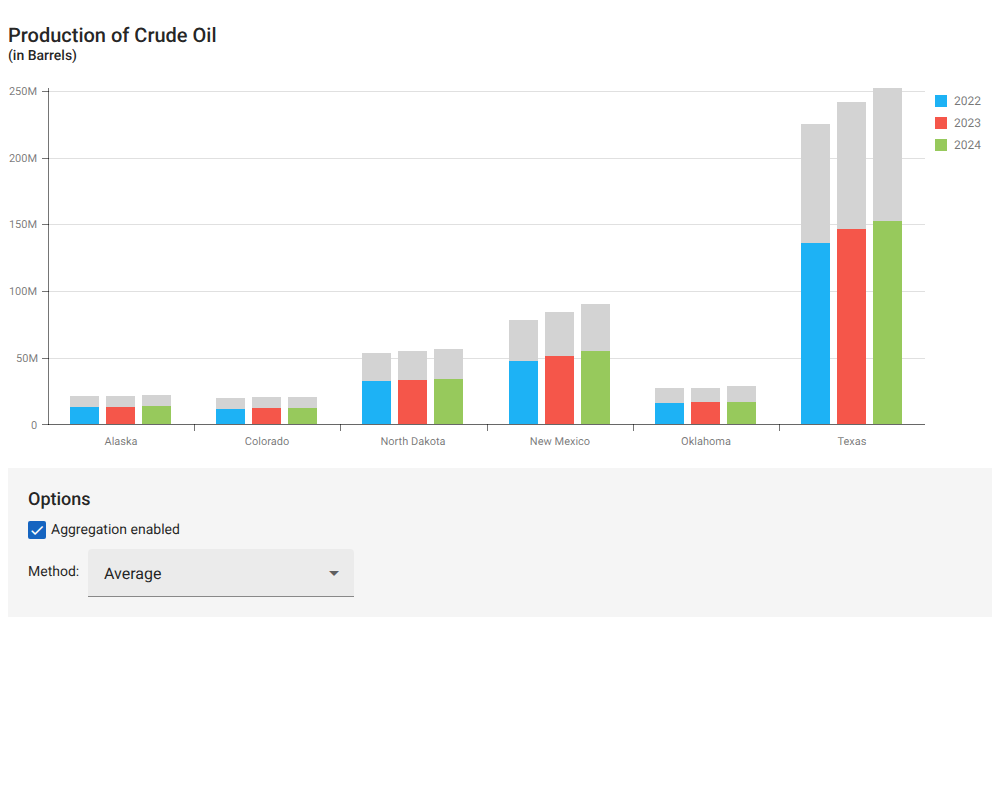 Production of Crude Oil
(in Barrels)
250M
200M
150M
100M
50M
0
Alaska
Colorado
North Dakota
New Mexico
Oklahoma
Texas
2022
2023
2024
Options
Aggregation enabled
Method:
Average